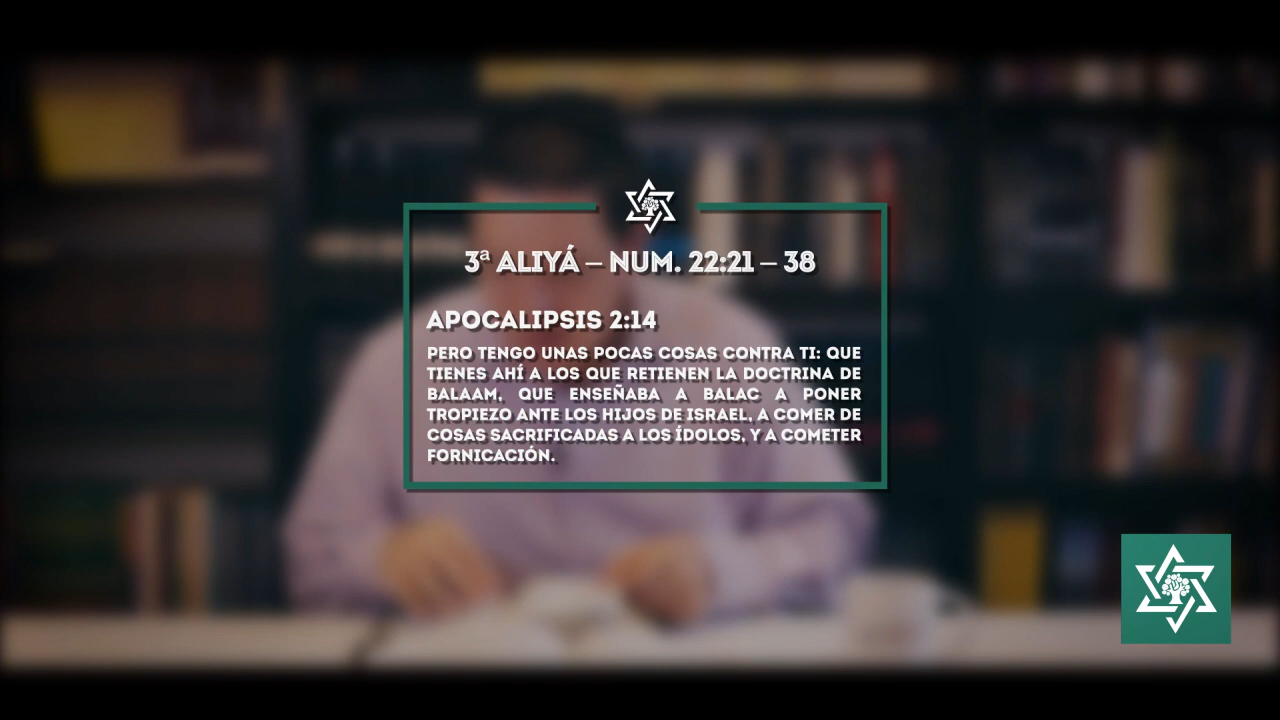 3ª ALIYÁ – NUM. 22:21 – 38
APOCALIPSIS 2:14
PERO TENGO UNAS POCAS COSAS CONTRA TI: QUE
TIENES AHÍ A LOS QUE RETIENEN LA DOCTRINA DE
BALAAM, QUE ENSEÑABA A BALAC A PONER
TROPIEZO ANTE LOS HIJOS DE ISRAEL, A COMER DE
COSAS SACRIFICADAS A LOS ÍDOLOS, Y A COMETER
FORNICACIÓN.